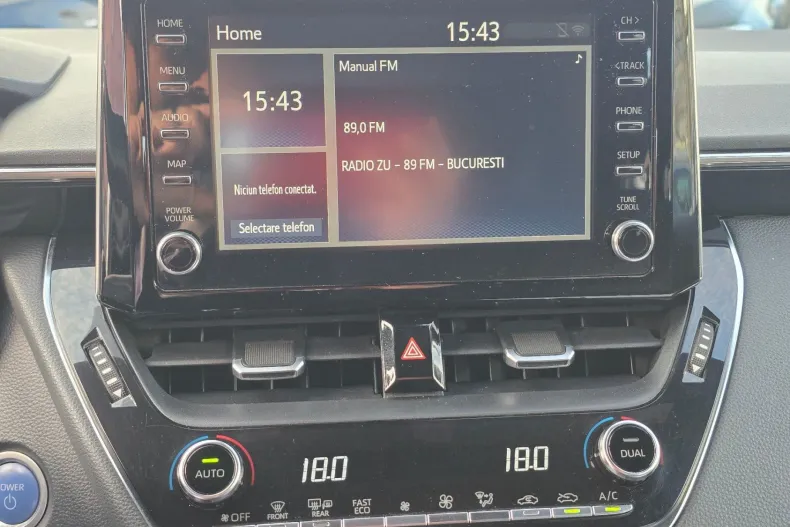 HOME
MENU
AUDIO
MAP
POWER
VOLUME
Home 15:43
15:43
Niciun telefon conectat.
Selectare telefon
Manual FM
89,0 FM
RADIO ZU - 89 FM - BUCURESTI
CH >
<TRACK
PHONE
SETUP
TUNE
SCROLL
AUTO
18.0
18.0
DUAL
POWER
OFF
FRONT
REAR
FAST
ECO
A/C